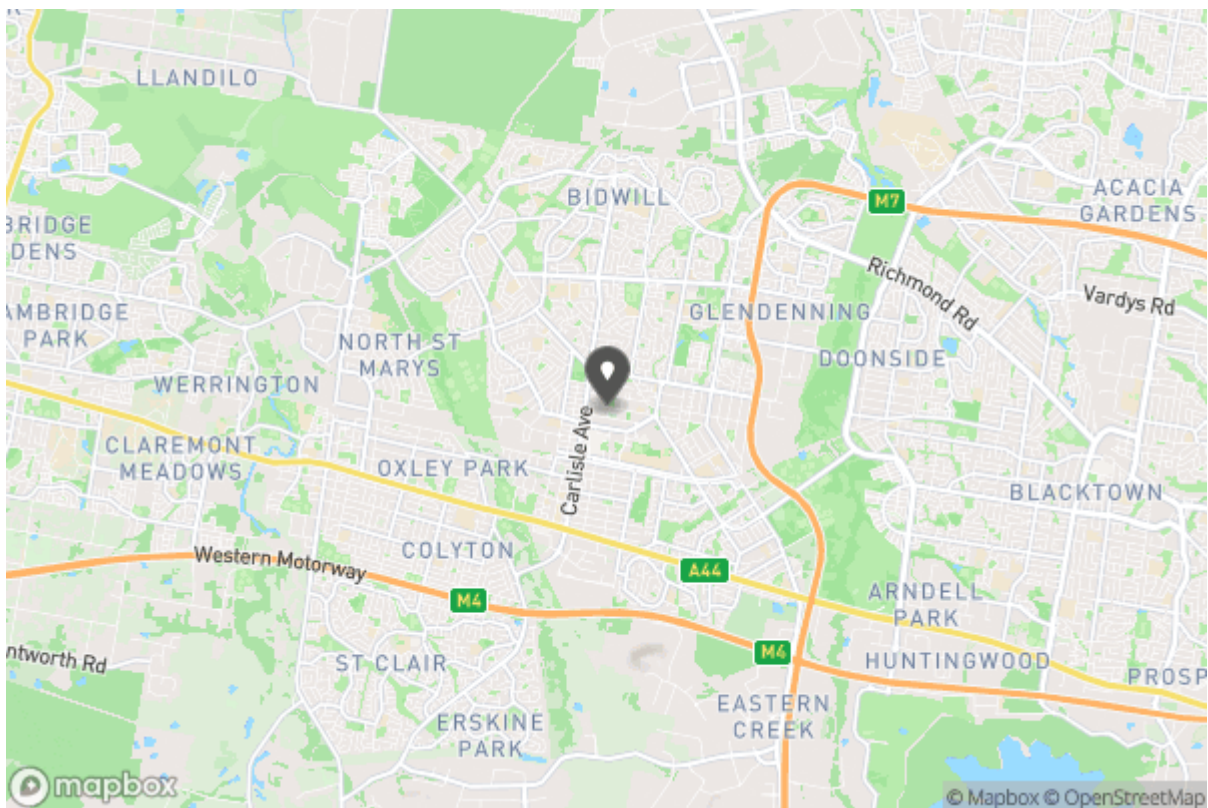 LLANDILO
BIDWILL
M7
ACACIA
GARDENS
BRIDGE
DENS
Richmond Rd
Vardys Rd
GLENDENNING
AMBRIDGE
PARK
NORTH ST
MARYS
DOONSIDE
WERRINGTON
Carlisle Ave
CLAREMONT
MEADOWS
OXLEY PARK
BLACKTOWN
COLYTON
Western Motorway
A44
M4
ARNDELL
PARK
M4
ntworth Rd
ST CLAIR
HUNTINGWOOD
PROSP
EASTERN
CREEK
ERSKINE
PARK
mapbox
© Mapbox © OpenStreetMap